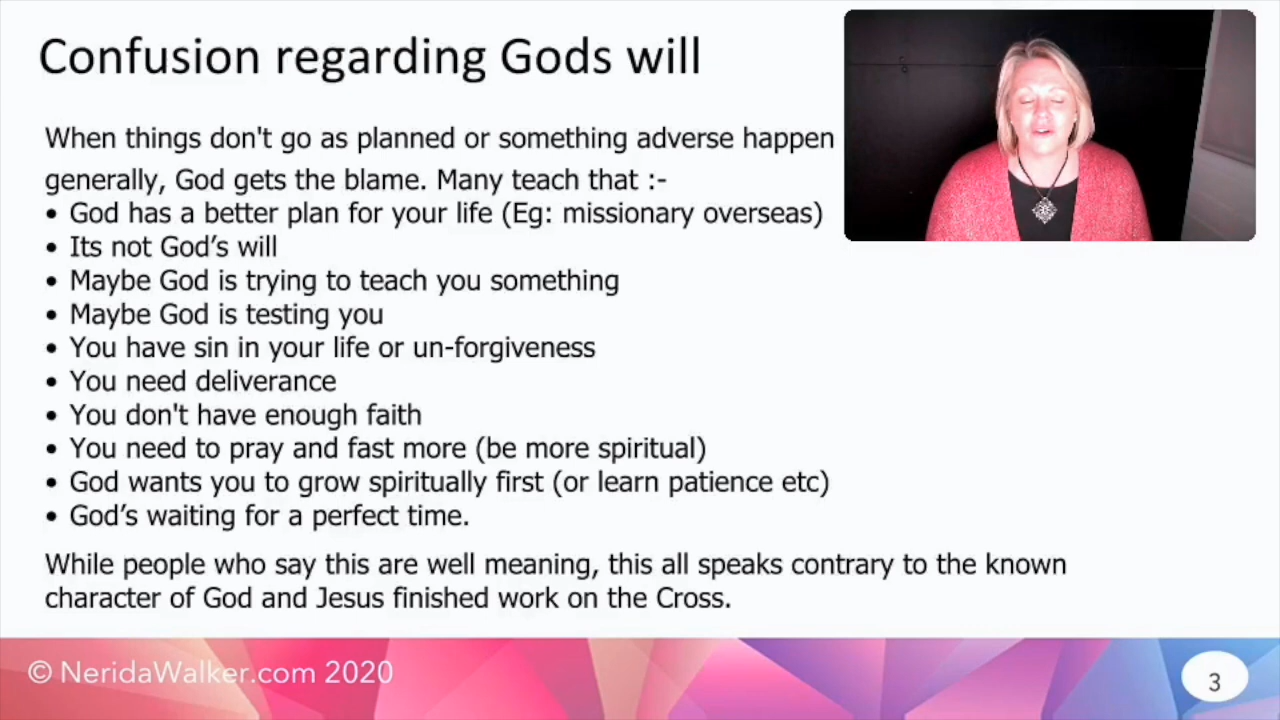 Confusion regarding Gods will
When things don't go as planned or something adverse happen
generally, God gets the blame. Many teach that :-
• God has a better plan for your life (Eg: missionary overseas)
• Its not God’s will
• Maybe God is trying to teach you something
• Maybe God is testing you
• You have sin in your life or un-forgiveness
• You need deliverance
• You don't have enough faith
• You need to pray and fast more (be more spiritual)
• God wants you to grow spiritually first (or learn patience etc)
• God’s waiting for a perfect time.
While people who say this are well meaning, this all speaks contrary to the known
character of God and Jesus finished work on the Cross.
© NeridaWalker.com 2020
3